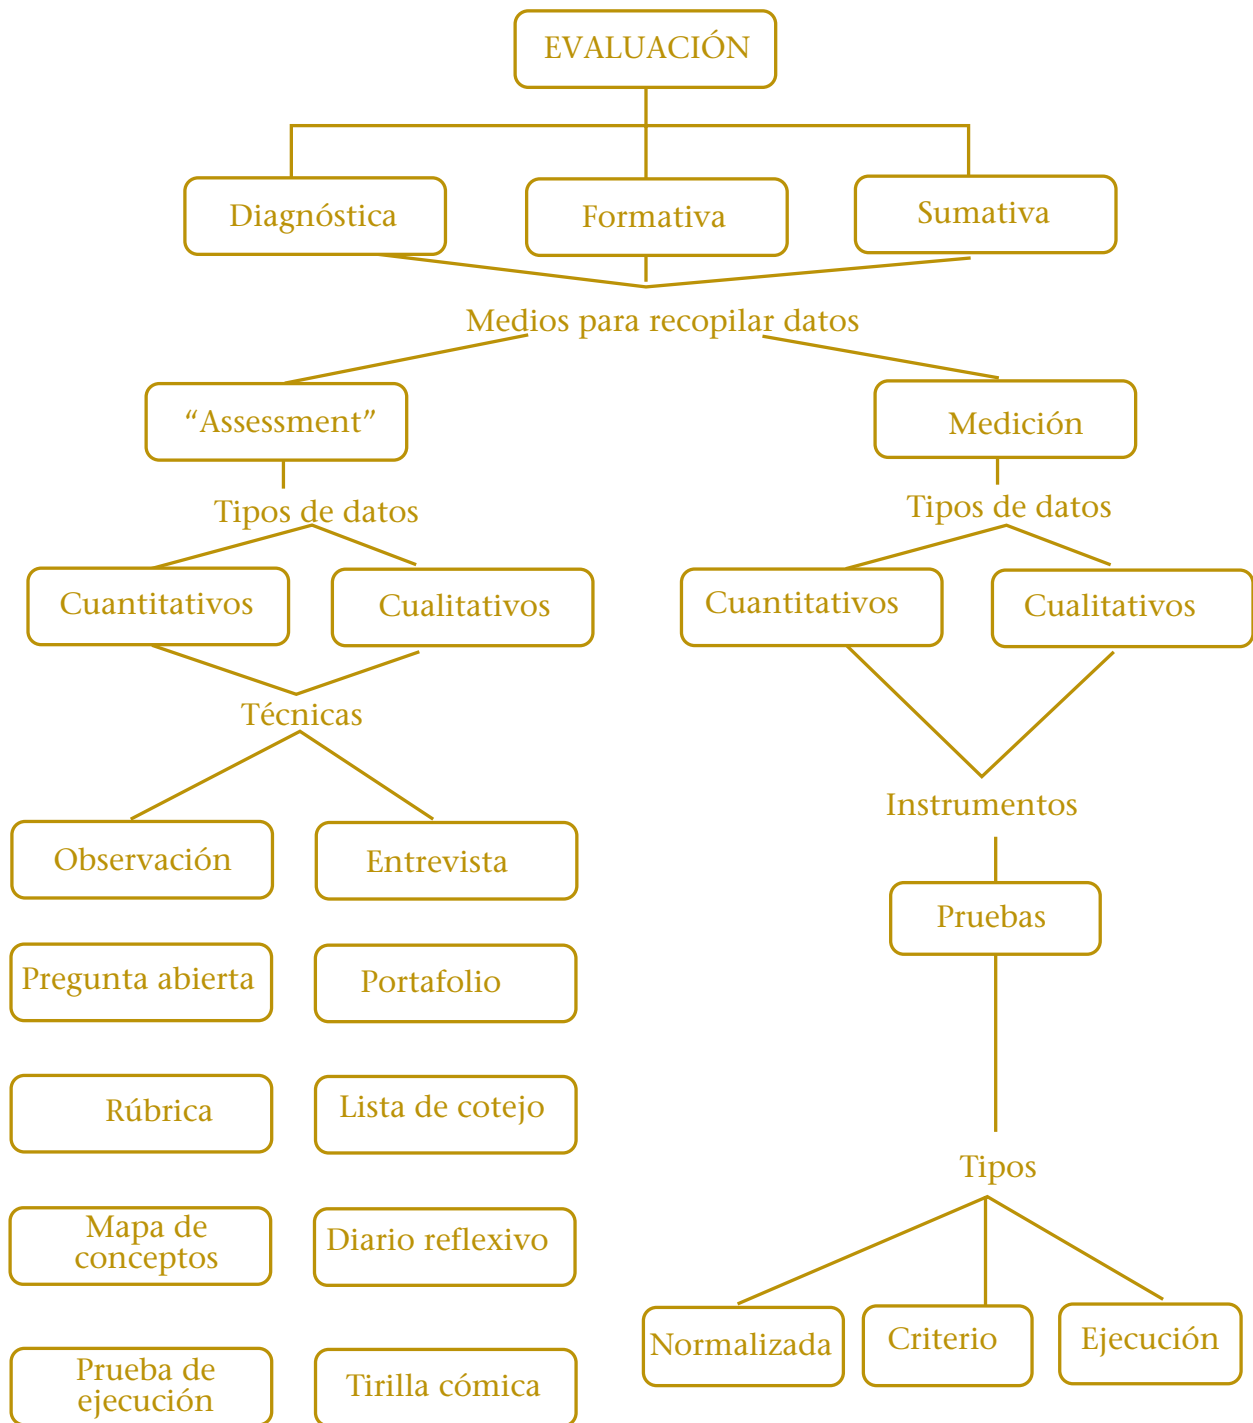 EVALUACIÓN
Diagnóstica
Formativa
Sumativa
Medios para recopilar datos
“Assessment”
Medición
Tipos de datos
Tipos de datos
Cuantitativos
Cualitativos
Cuantitativos
Cualitativos
Técnicas
Instrumentos
Observación
Entrevista
Pruebas
Pregunta abierta
Portafolio
Rúbrica
Lista de cotejo
Tipos
Mapa de
conceptos
Diario reflexivo
Normalizada
Criterio
Ejecución
Prueba de
ejecución
Tirilla cómica